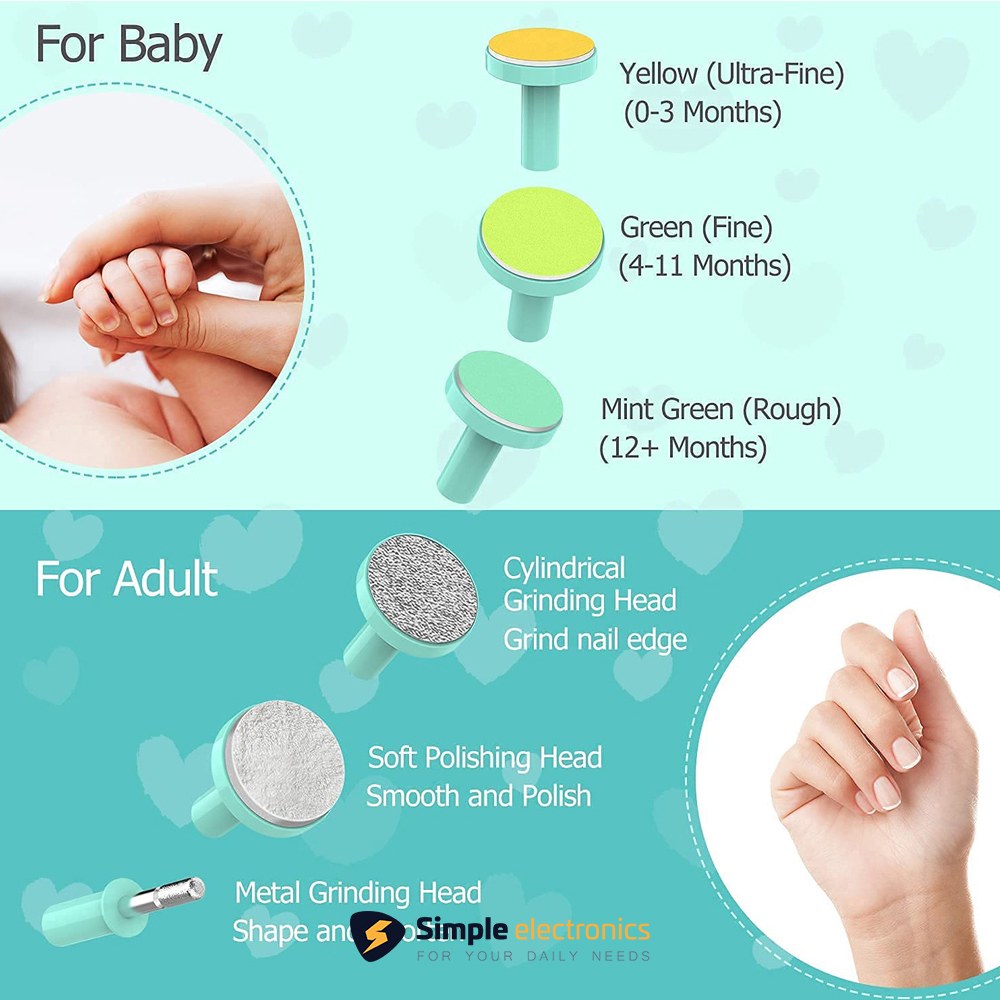 For Baby
Yellow (Ultra-Fine)
(0-3 Months)
Green (Fine)
(4-11 Months)
Mint Green (Rough)
(12+ Months)
For Adult
Cylindrical
Grinding Head
Grind nail edge
Soft Polishing Head
Smooth and Polish
Metal Grinding Head
Shape and
Simple electronics
FOR YOUR DAILY NEEDS